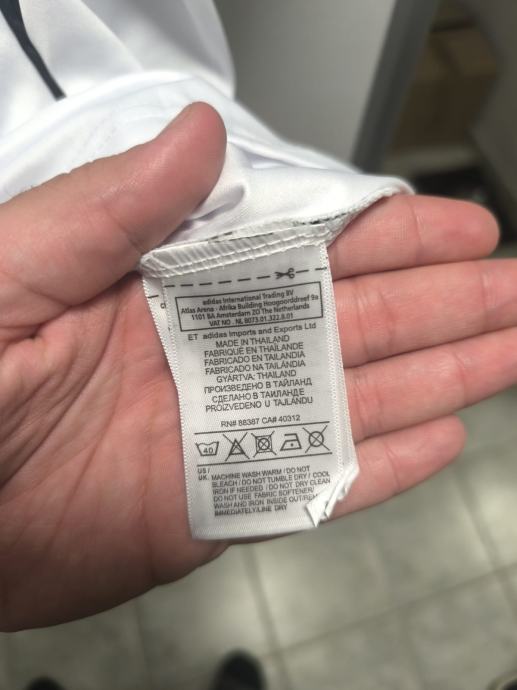 adidas International Trading BV
Atlas Arena - Afrika Building Hoogoorddreef 9a
1101 BA Amsterdam ZO The Netherlands
VAT NO . NL 8073.01.322.B.01
ET adidas Imports and Exports Ltd
MADE IN THAILAND
FABRIQUÉ EN THAÏLANDE
FABRICADO EN TAILANDIA
FABRICADO NA TAILÂNDIA
GYÁRTVA: THAILAND
ПРОИЗВЕДЕНО В ТАЙЛАНД
СДЕЛАНО В ТАИЛАНДЕ
PROIZVEDENO U TAJLANDU
RN# 88387 CA# 40312
40
US /
UK. MACHINE WASH WARM / DO NOT
BLEACH / DO NOT TUMBLE DRY / COOL
IRON IF NEEDED / DO NOT DRY CLEAN
DO NOT USE FABRIC SOFTENER/
WASH AND IRON INSIDE OUT/
IMMEDIATELY/LINE DRY